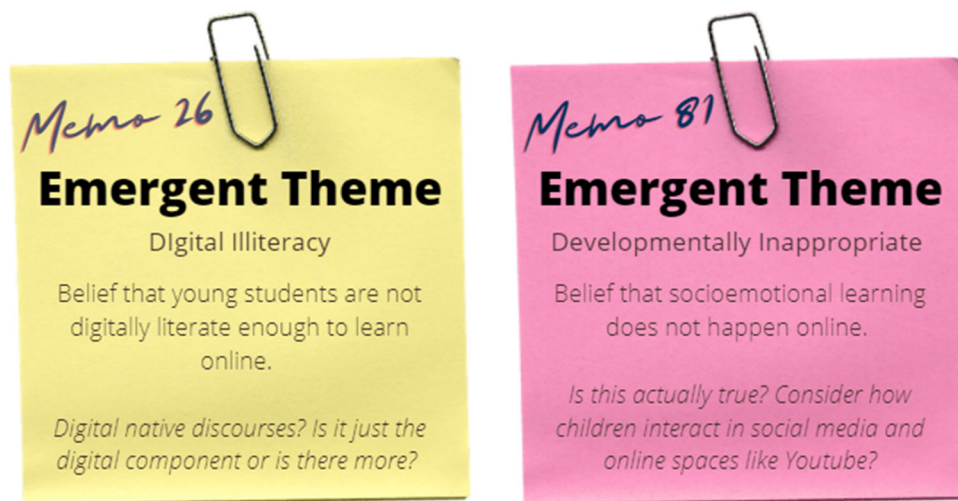 Memo 26
Emergent Theme
DIgital Illiteracy
Belief that young students are not
digitally literate enough to learn
online.
Digital native discourses? Is it just the
digital component or is there more?
Memo 81
Emergent Theme
Developmentally Inappropriate
Belief that socioemotional learning
does not happen online.
Is this actually true? Consider how
children interact in social media and
online spaces like Youtube?